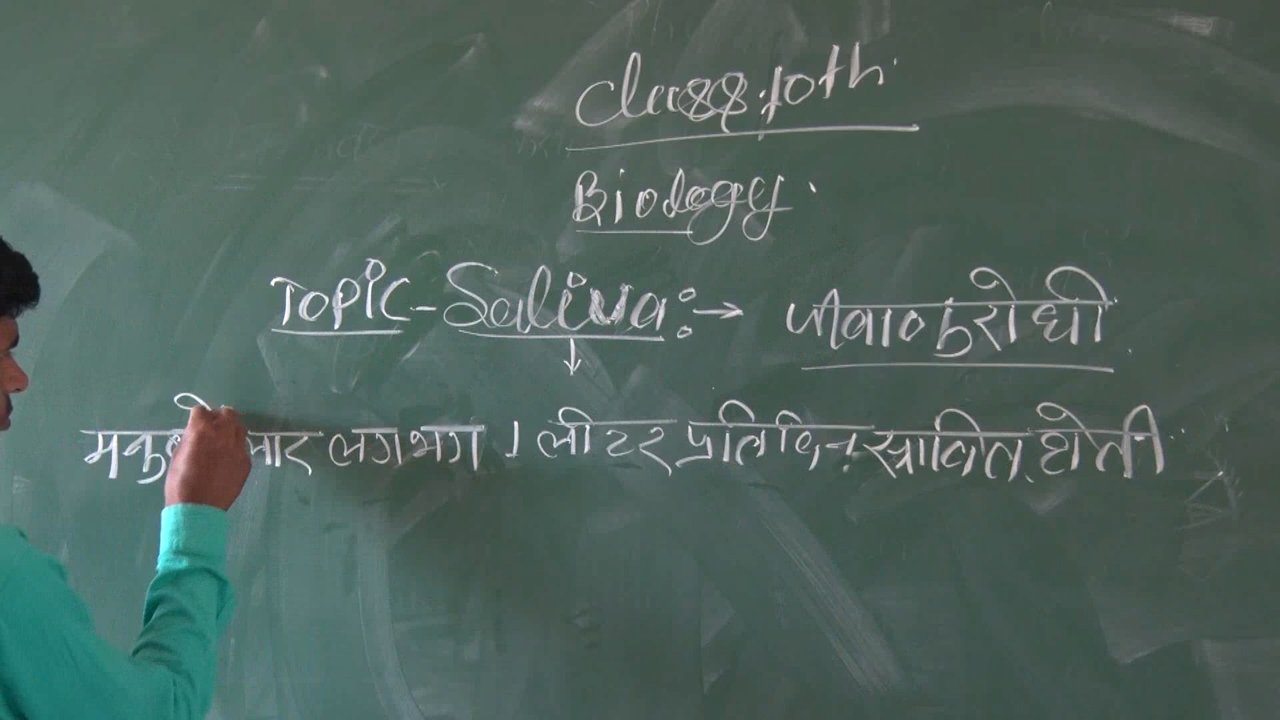 Class 10th.
Biology.
Topic - Saliva :→ जीवाणुरोधी
↓
लार लगभग 1 लीटर प्रतिदिन स्रावित होती